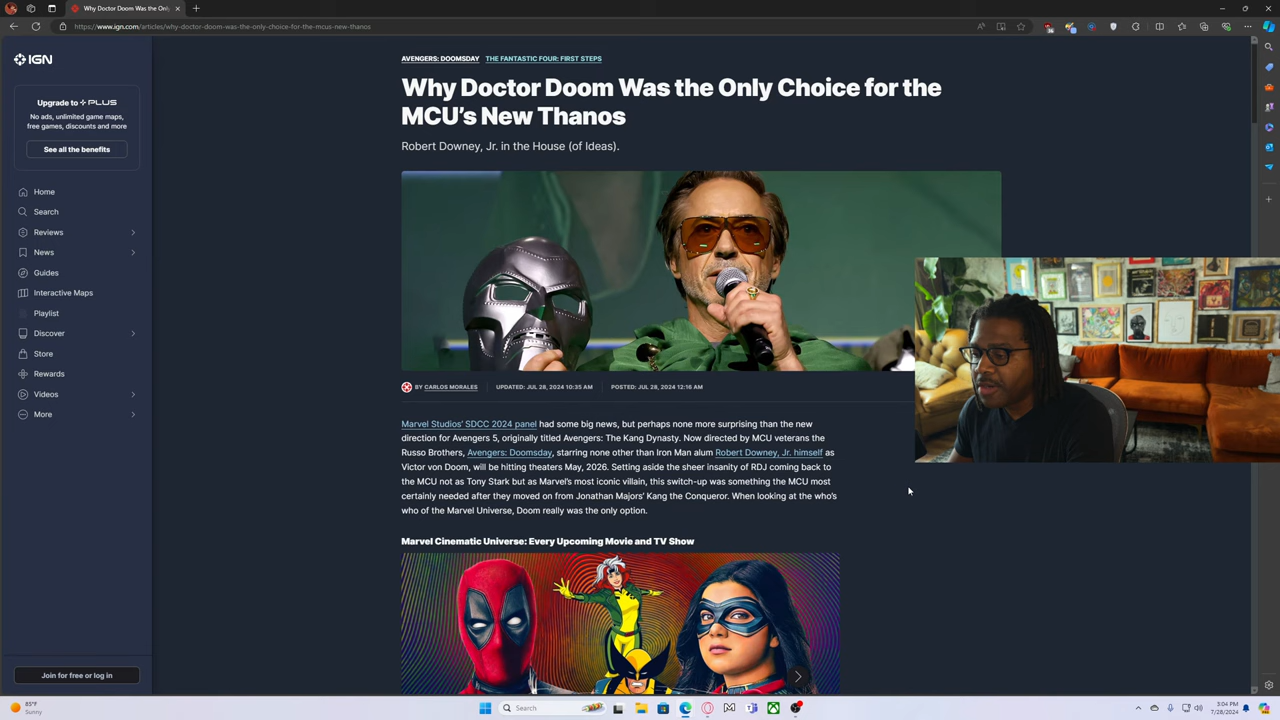 Why Doctor Doom Was the Only
https://www.ign.com/articles/why-doctor-doom-was-the-only-choice-for-the-mcus-new-thanos
IGN
Upgrade to PLUS
No ads, unlimited game maps,
free games, discounts and more
See all the benefits
Home
Search
Reviews
News
Guides
Interactive Maps
Playlist
Discover
Store
Rewards
Videos
More
Join for free or log in
AVENGERS: DOOMSDAY THE FANTASTIC FOUR: FIRST STEPS
Why Doctor Doom Was the Only Choice for the
MCU's New Thanos
Robert Downey, Jr. in the House (of Ideas).
BY CARLOS MORALES UPDATED: JUL 28, 2024 10:35 AM POSTED: JUL 28, 2024 12:16 AM
Marvel Studios' SDCC 2024 panel had some big news, but perhaps none more surprising than the new
direction for Avengers 5, originally titled Avengers: The Kang Dynasty. Now directed by MCU veterans the
Russo Brothers, Avengers: Doomsday, starring none other than Iron Man alum Robert Downey, Jr. himself as
Victor von Doom, will be hitting theaters May, 2026. Setting aside the sheer insanity of RDJ coming back to
the MCU not as Tony Stark but as Marvel's most iconic villain, this switch-up was something the MCU most
certainly needed after they moved on from Jonathan Majors' Kang the Conqueror. When looking at the who's
who of the Marvel Universe, Doom really was the only option.
Marvel Cinematic Universe: Every Upcoming Movie and TV Show
85°F
Sunny
Search
3:04 PM
7/28/2024